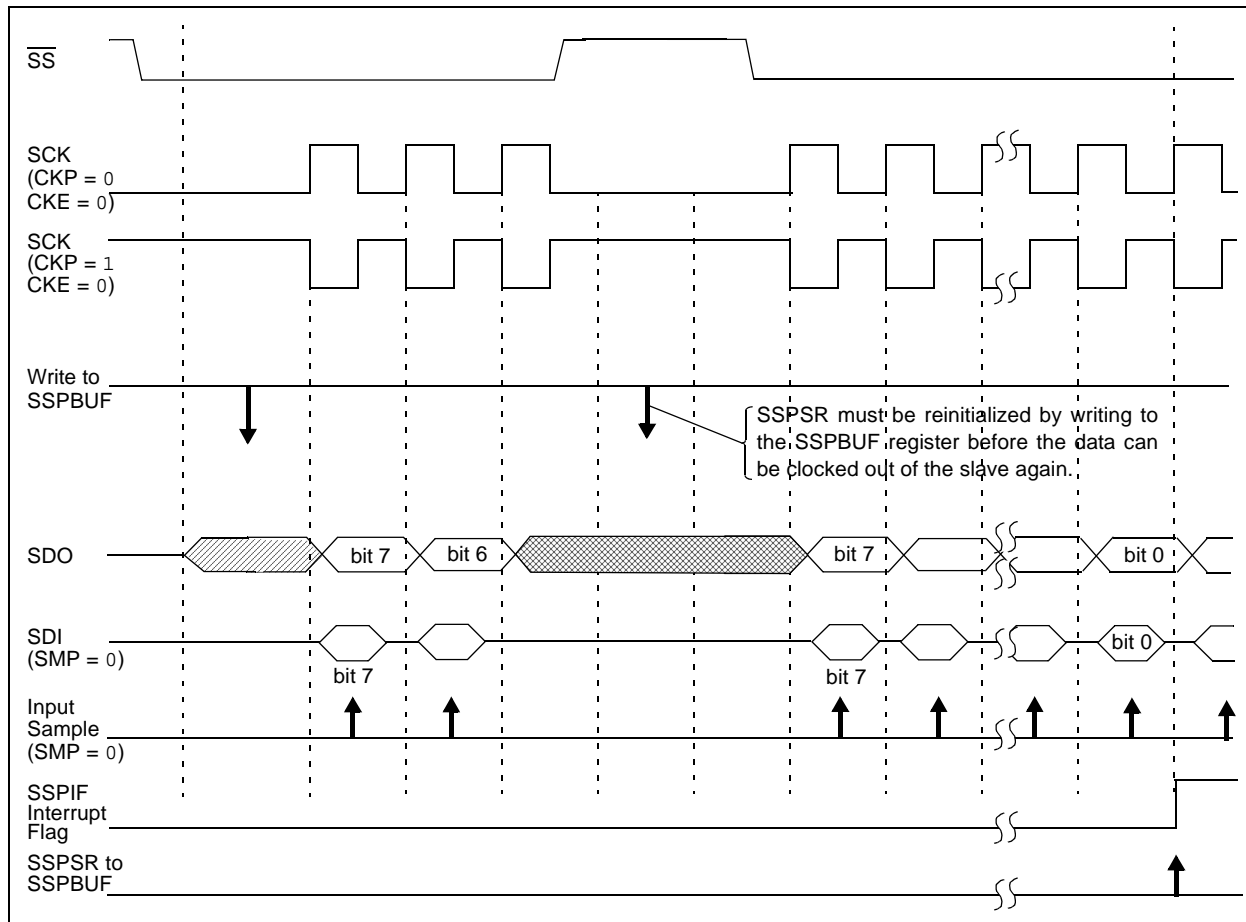 SS
SCK
(CKP = 0
CKE = 0)
SCK
(CKP = 1
CKE = 0)
Write to
SSPBUF
SSPSR must be reinitialized by writing to
the SSPBUF register before the data can
be clocked out of the slave again.
SDO
bit 7
bit 6
bit 7
bit 0
SDI
(SMP = 0)
bit 7
bit 7
bit 0
Input
Sample
(SMP = 0)
SSPIF
Interrupt
Flag
SSPSR to
SSPBUF